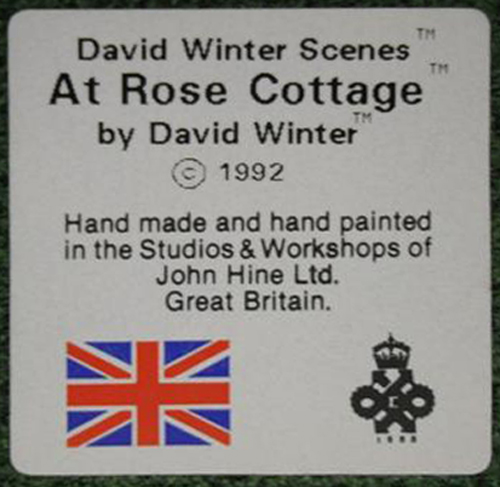 David Winter Scenes™
At Rose Cottage™
by David Winter™
© 1992
Hand made and hand painted
in the Studios & Workshops of
John Hine Ltd.
Great Britain.